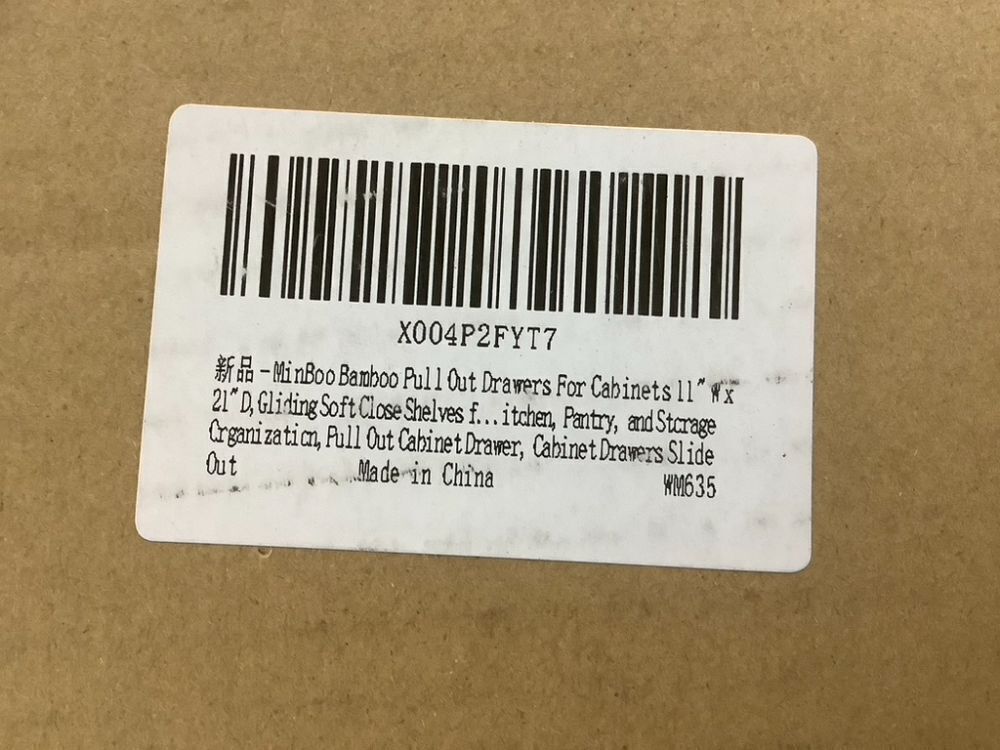 X004P2FYT7
新品-MinBoo Bamboo Pull Out Drawers For Cabinets 11" W x
21" D, Gliding Soft Close Shelves f...itchen, Pantry, and Storage
Organization, Pull Out Cabinet Drawer, Cabinet Drawers Slide
Out Made in China WM635